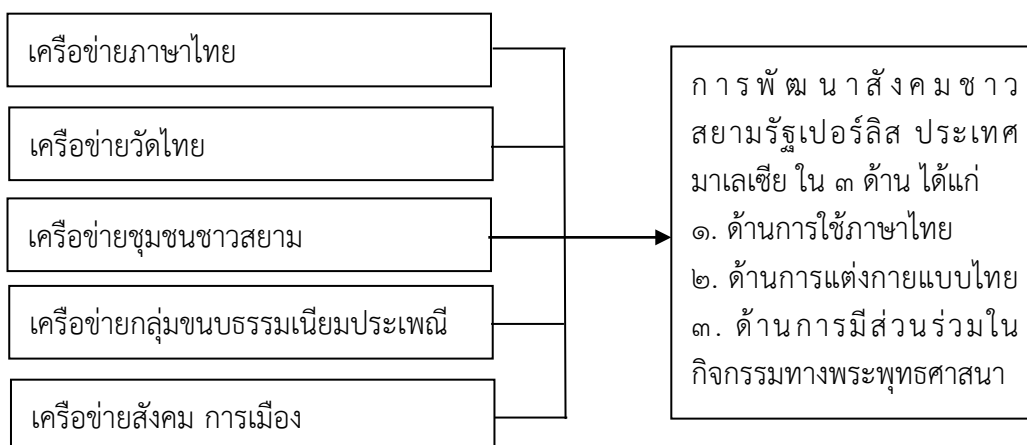 เครือข่ายภาษาไทย
เครือข่ายวัดไทย
เครือข่ายชุมชนชาวสยาม
เครือข่ายกลุ่มขนบธรรมเนียมประเพณี
เครือข่ายสังคม การเมือง
การพัฒนาสังคมชาว
สยามรัฐเปอร์ลิส ประเทศ
มาเลเซีย ใน ๓ ด้าน ได้แก่
๑. ด้านการใช้ภาษาไทย
๒. ด้านการแต่งกายแบบไทย
๓. ด้านการมีส่วนร่วมใน
กิจกรรมทางพระพุทธศาสนา